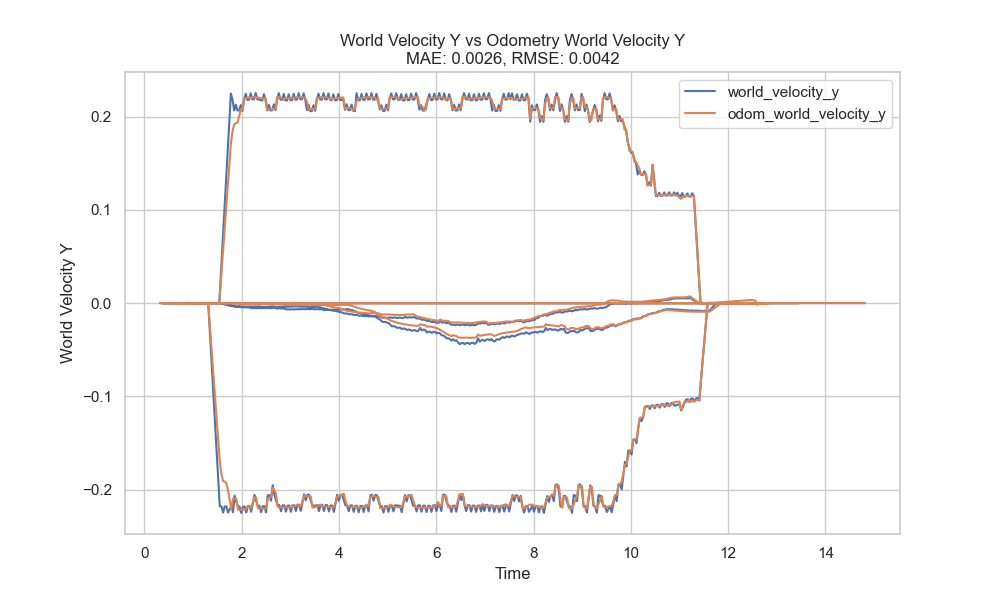 World Velocity Y vs Odometry World Velocity Y
MAE: 0.0026, RMSE: 0.0042
world_velocity_y
odom_world_velocity_y
World Velocity Y
0.2
0.1
0.0
−0.1
−0.2
0 2 4 6 8 10 12 14
Time